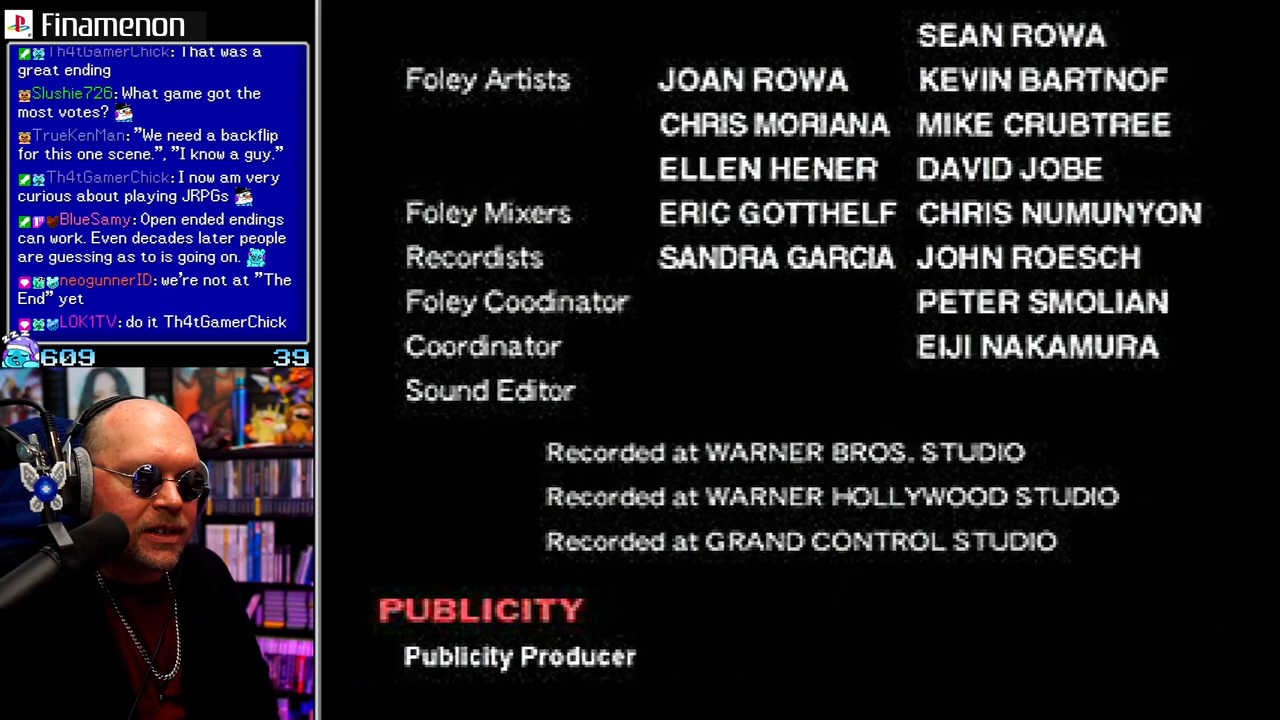 Finamenon
Th4tGamerChick: That was a
great ending
Slushie726: What game got the
most votes?
TrueKenMan: "We need a backflip
for this one scene.", "I know a guy."
Th4tGamerChick: I now am very
curious about playing JRPGs
BlueSamy: Open ended endings
can work. Even decades later people
are guessing as to is going on.
neogunnerID: we're not at "The
End" yet
L0K1TV: do it Th4tGamerChick
609 39
SEAN ROWA
Foley Artists JOAN ROWA KEVIN BARTNOF
CHRIS MORIANA MIKE CRUBTREE
ELLEN HENER DAVID JOBE
Foley Mixers ERIC GOTTHELF CHRIS NUMUNYON
Recordists SANDRA GARCIA JOHN ROESCH
Foley Coodinator PETER SMOLIAN
Coordinator EIJI NAKAMURA
Sound Editor
Recorded at WARNER BROS. STUDIO
Recorded at WARNER HOLLYWOOD STUDIO
Recorded at GRAND CONTROL STUDIO
PUBLICITY
Publicity Producer